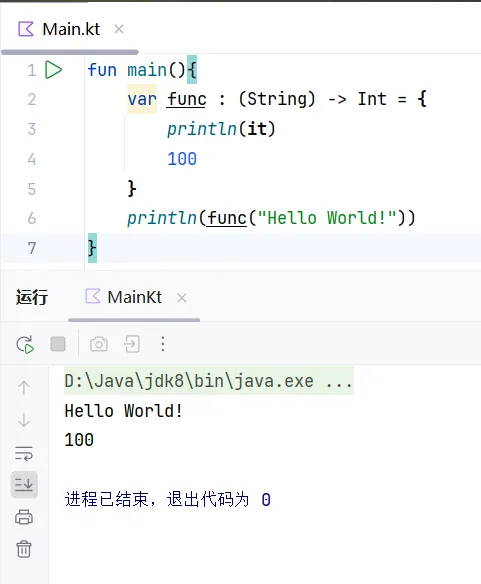 Main.kt
1 fun main(){
2 var func : (String) -> Int = {
3 println(it)
4 100
5 }
6 println(func("Hello World!"))
7 }
运行 MainKt
D:\Java\jdk8\bin\java.exe ...
Hello World!
100
进程已结束，退出代码为 0